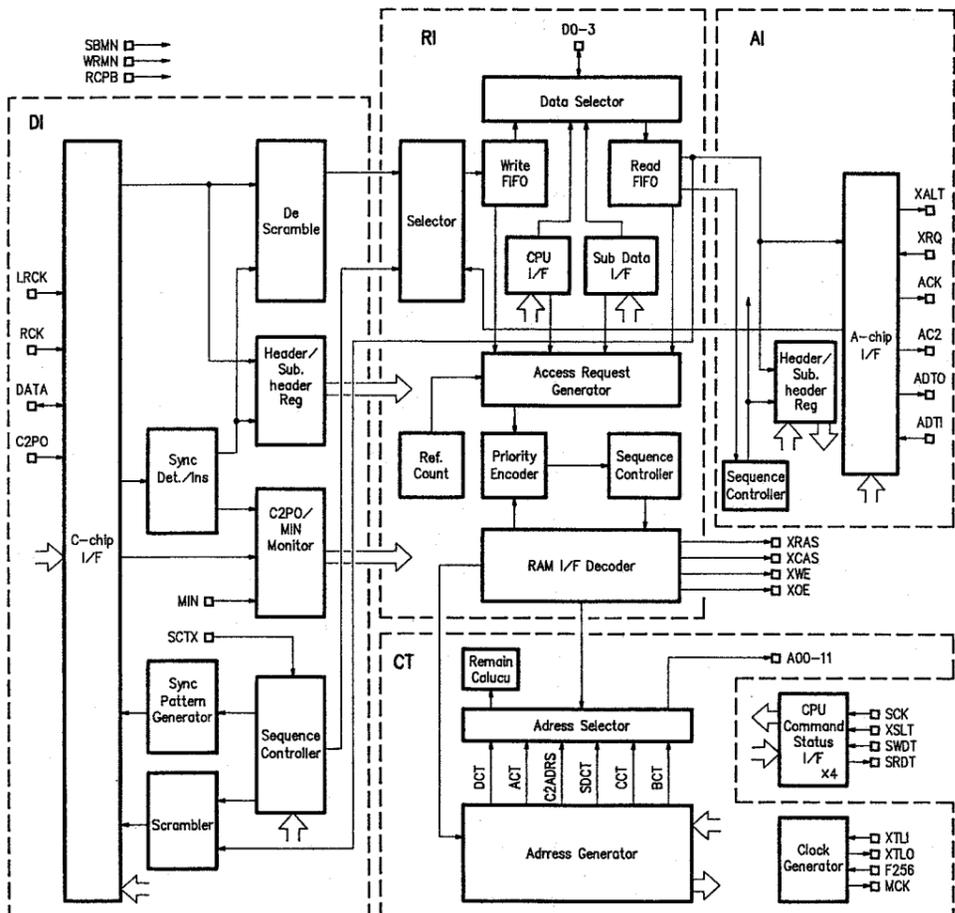 SBMN
WRMN
RCPB
DI
RI
AI
CT
D0-3
Data Selector
Write
FIFO
Read
FIFO
De
Scramble
Selector
CPU
I/F
Sub Data
I/F
A-chip
I/F
XALT
XRQ
ACK
AC2
ADTO
ADTI
LRCK
RCK
DATA
C2PO
C-chip
I/F
Header/
Sub.
header
Reg
Access Request
Generator
Header/
Sub.
header
Reg
Sync
Det./Ins
Ref.
Count
Priority
Encoder
Sequence
Controller
Sequence
Controller
C2PO/
MIN
Monitor
MIN
RAM I/F Decoder
XRAS
XCAS
XWE
XOE
SCTX
Sync
Pattern
Generator
Sequence
Controller
Scrambler
Remain
Calucu
A00-11
Adress Selector
DCT
ACT
C2ADRS
SDCT
CCT
BCT
Adrress Generator
CPU
Command
Status
I/F
X4
SCK
XSLT
SWDT
SRDT
Clock
Generator
XTLI
XTLO
F256
MCK